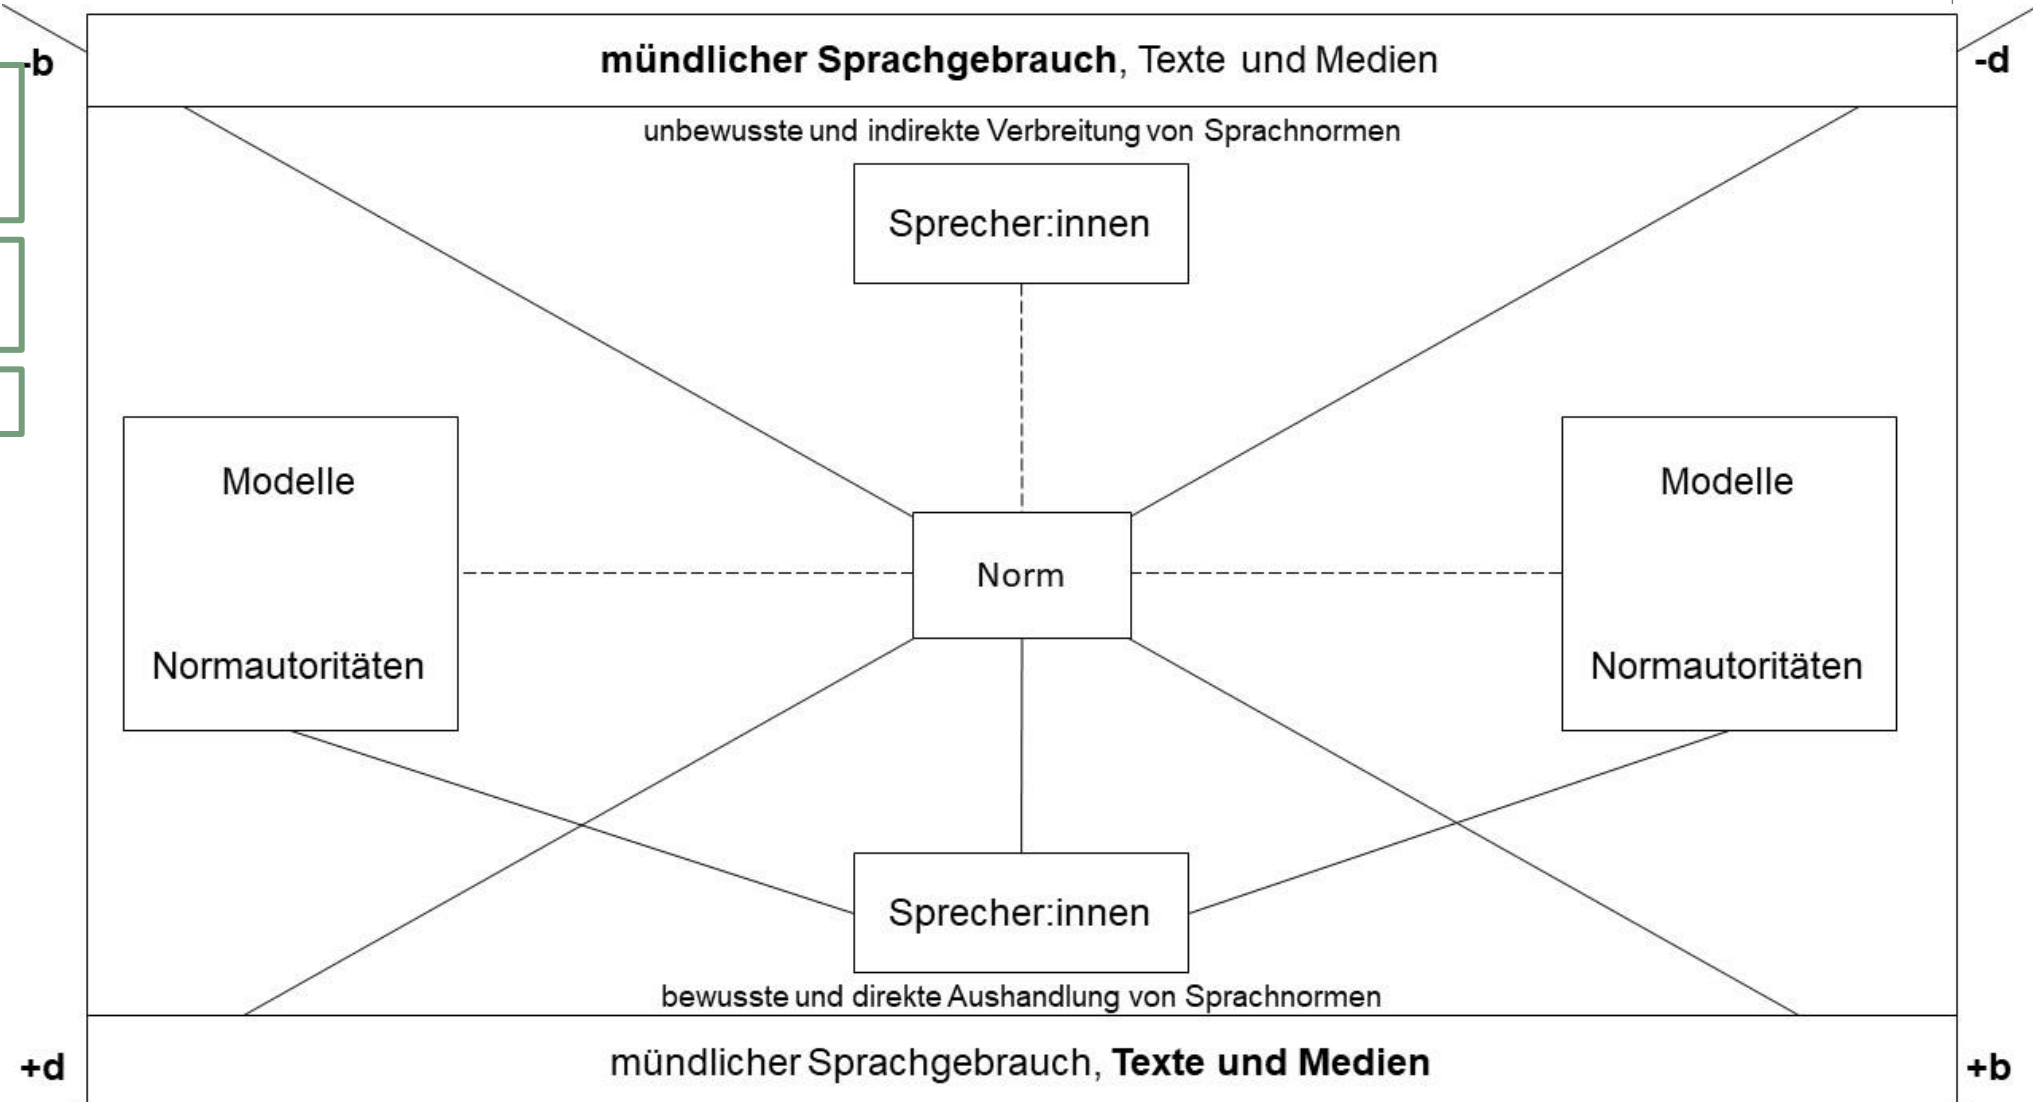 mündlicher Sprachgebrauch, Texte und Medien
-b
-d
unbewusste und indirekte Verbreitung von Sprachnormen
Sprecher:innen
Modelle
Modelle
Norm
Normautoritäten
Normautoritäten
Sprecher:innen
bewusste und direkte Aushandlung von Sprachnormen
mündlicher Sprachgebrauch, Texte und Medien
+d
+b